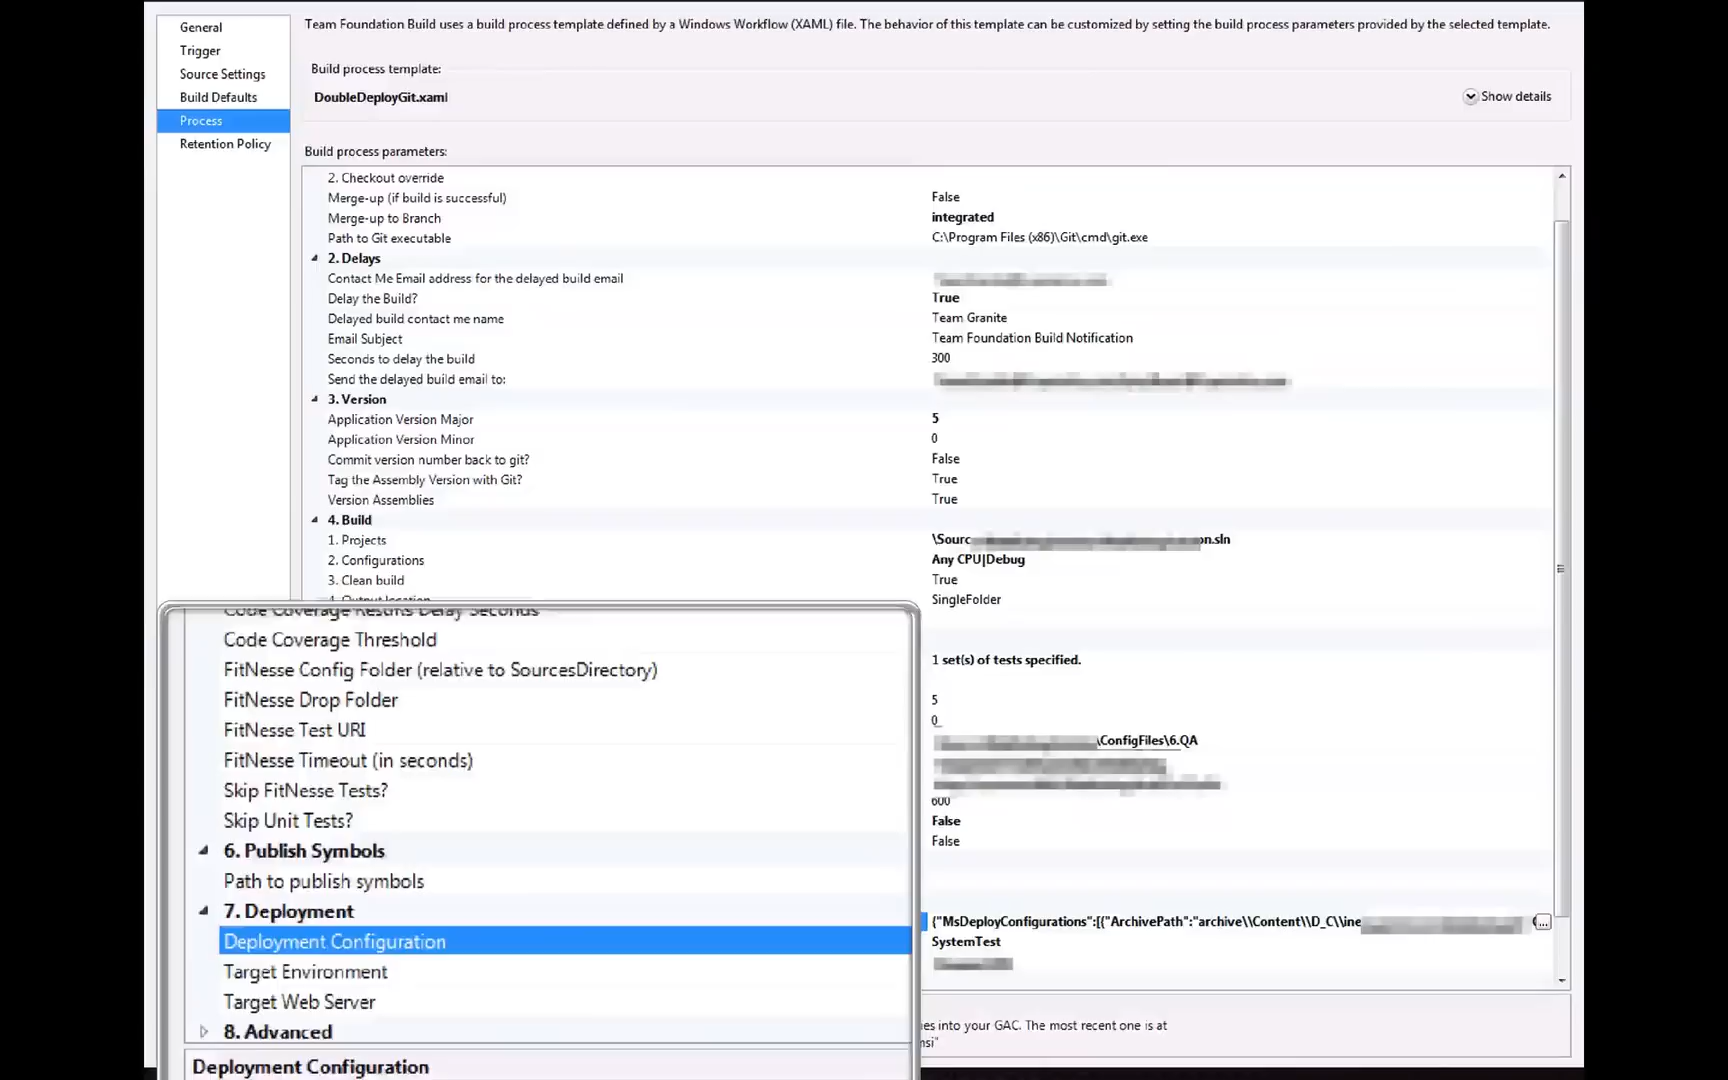 General
Trigger
Source Settings
Build Defaults
Process
Retention Policy
Team Foundation Build uses a build process template defined by a Windows Workflow (XAML) file. The behavior of this template can be customized by setting the build process parameters provided by the selected template.
Build process template:
DoubleDeployGit.xaml
Show details
Build process parameters:
2. Checkout override
Merge-up (if build is successful) False
Merge-up to Branch integrated
Path to Git executable C:\Program Files (x86)\Git\cmd\git.exe
2. Delays
Contact Me Email address for the delayed build email
Delay the Build? True
Delayed build contact me name Team Granite
Email Subject Team Foundation Build Notification
Seconds to delay the build 300
Send the delayed build email to:
3. Version
Application Version Major 5
Application Version Minor 0
Commit version number back to git? False
Tag the Assembly Version with Git? True
Version Assemblies True
4. Build
1. Projects \Sourc on.sln
2. Configurations Any CPU|Debug
3. Clean build True
4. Output location SingleFolder
1 set(s) of tests specified.
5
0
\ConfigFiles\6.QA
600
False
False
{"MsDeployConfigurations":[{"ArchivePath":"archive\\Content\\D_C\\ine ...
SystemTest
es into your GAC. The most recent one is at
msi"
Code Coverage Results Delay Seconds
Code Coverage Threshold
FitNesse Config Folder (relative to SourcesDirectory)
FitNesse Drop Folder
FitNesse Test URI
FitNesse Timeout (in seconds)
Skip FitNesse Tests?
Skip Unit Tests?
6. Publish Symbols
Path to publish symbols
7. Deployment
Deployment Configuration
Target Environment
Target Web Server
8. Advanced
Deployment Configuration